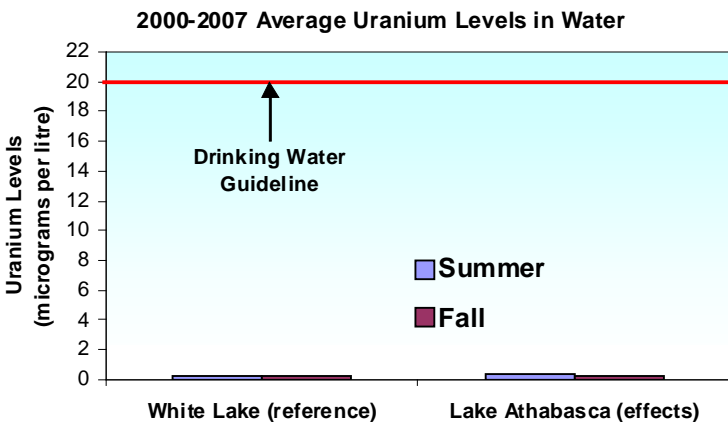 2000-2007 Average Uranium Levels in Water
Uranium Levels
(micrograms per litre)
22
20
18
16
14
12
10
8
6
4
2
0
Drinking Water
Guideline
Summer
Fall
White Lake (reference)
Lake Athabasca (effects)